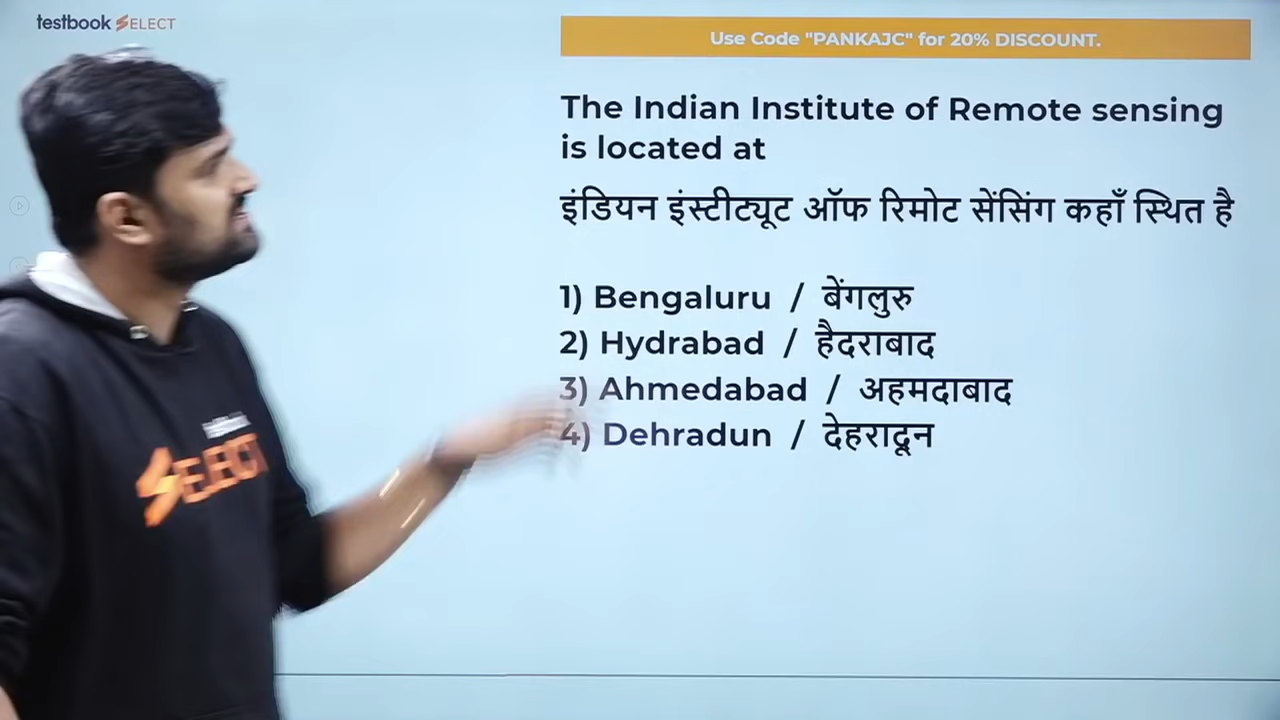 testbook SELECT
Use Code "PANKAJC" for 20% DISCOUNT.
The Indian Institute of Remote sensing
is located at
इंडियन इंस्टीट्यूट ऑफ रिमोट सेंसिंग कहाँ स्थित है
1) Bengaluru / बेंगलुरु
2) Hydrabad / हैदराबाद
3) Ahmedabad / अहमदाबाद
4) Dehradun / देहरादून
SELECT